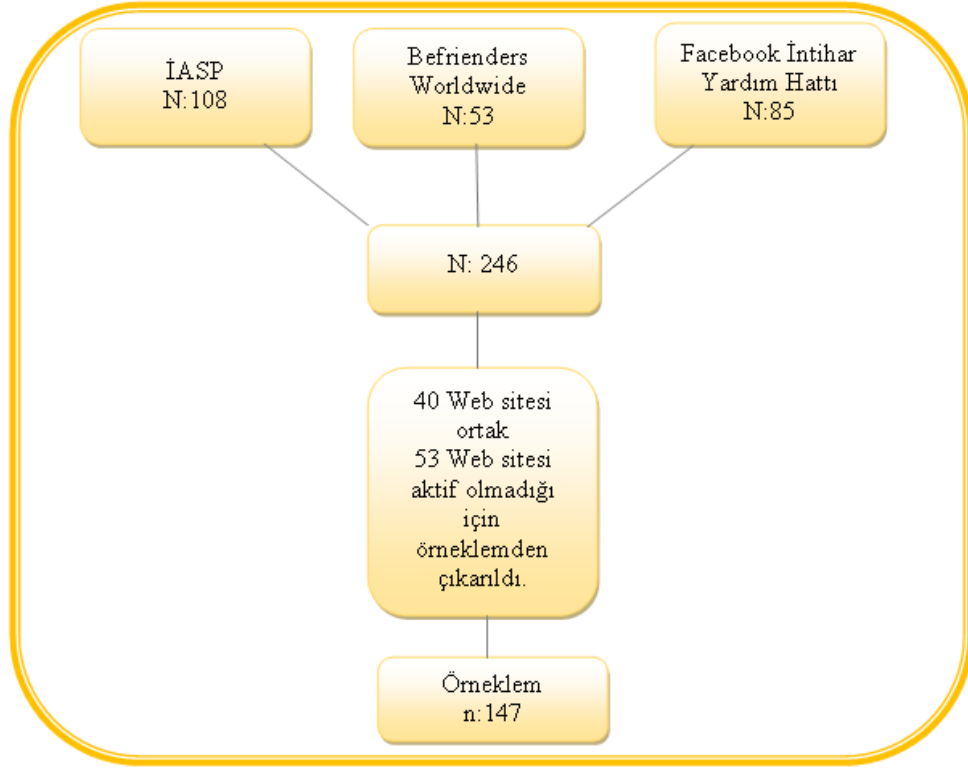 İASP
N:108
Befrienders
Worldwide
N:53
Facebook İntihar
Yardım Hattı
N:85
N: 246
40 Web sitesi
ortak
53 Web sitesi
aktif olmadığı
için
örneklemden
çıkarıldı.
Örneklem
n:147